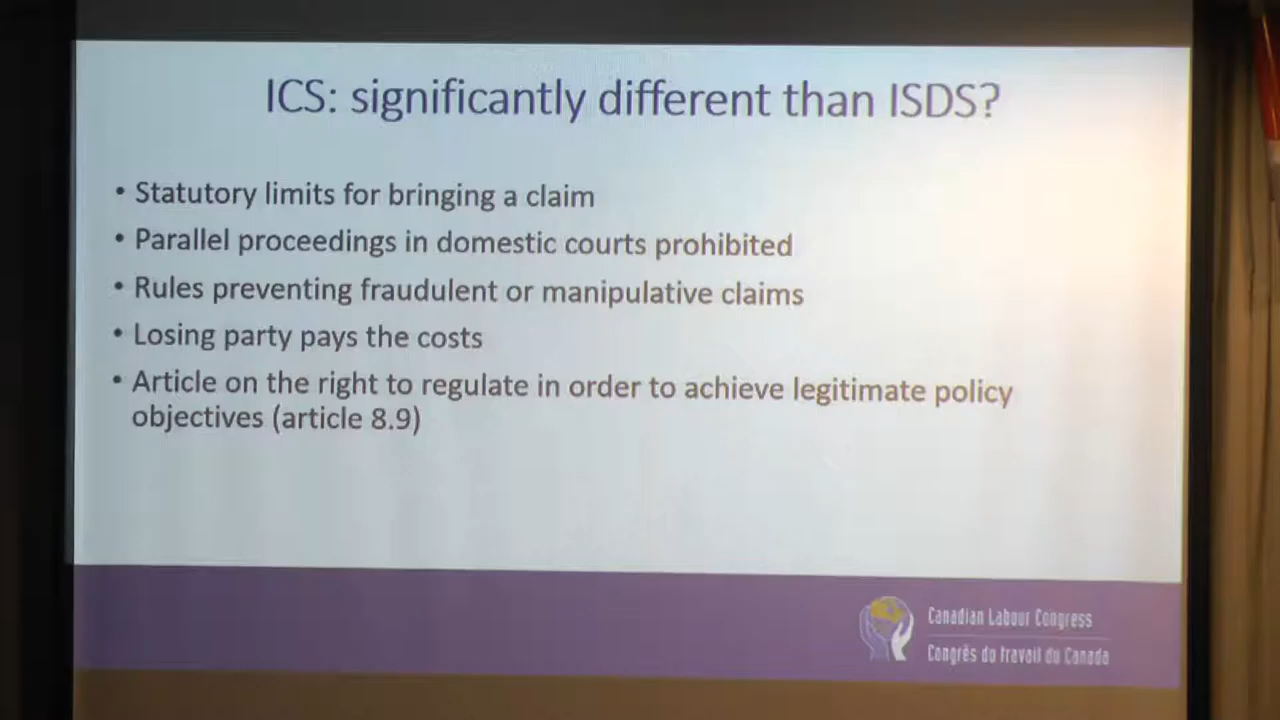 ICS: significantly different than ISDS?
• Statutory limits for bringing a claim
• Parallel proceedings in domestic courts prohibited
• Rules preventing fraudulent or manipulative claims
• Losing party pays the costs
• Article on the right to regulate in order to achieve legitimate policy
objectives (article 8.9)
Canadian Labour Congress
Congrès du travail du Canada